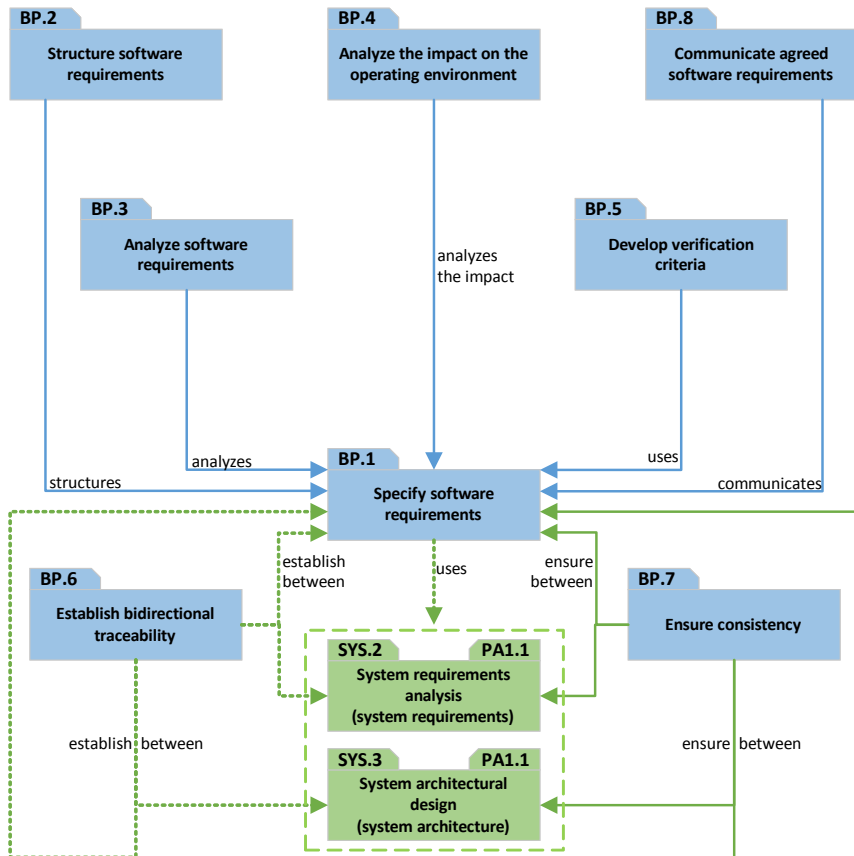 BP.2
Structure software
requirements
BP.4
Analyze the impact on the
operating environment
BP.8
Communicate agreed
software requirements
BP.3
Analyze software
requirements
analyzes
the impact
BP.5
Develop verification
criteria
analyzes
structures
BP.1
Specify software
requirements
uses
communicates
establish
between
uses
ensure
between
BP.6
Establish bidirectional
traceability
BP.7
Ensure consistency
SYS.2 PA1.1
System requirements
analysis
(system requirements)
establish between
ensure between
SYS.3 PA1.1
System architectural
design
(system architecture)